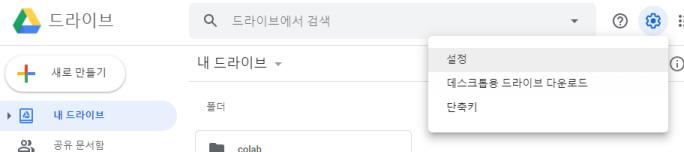 드라이브
드라이브에서 검색
새로 만들기
내 드라이브
설정
데스크톱용 드라이브 다운로드
단축키
내 드라이브
폴더
공유 문서함
colab